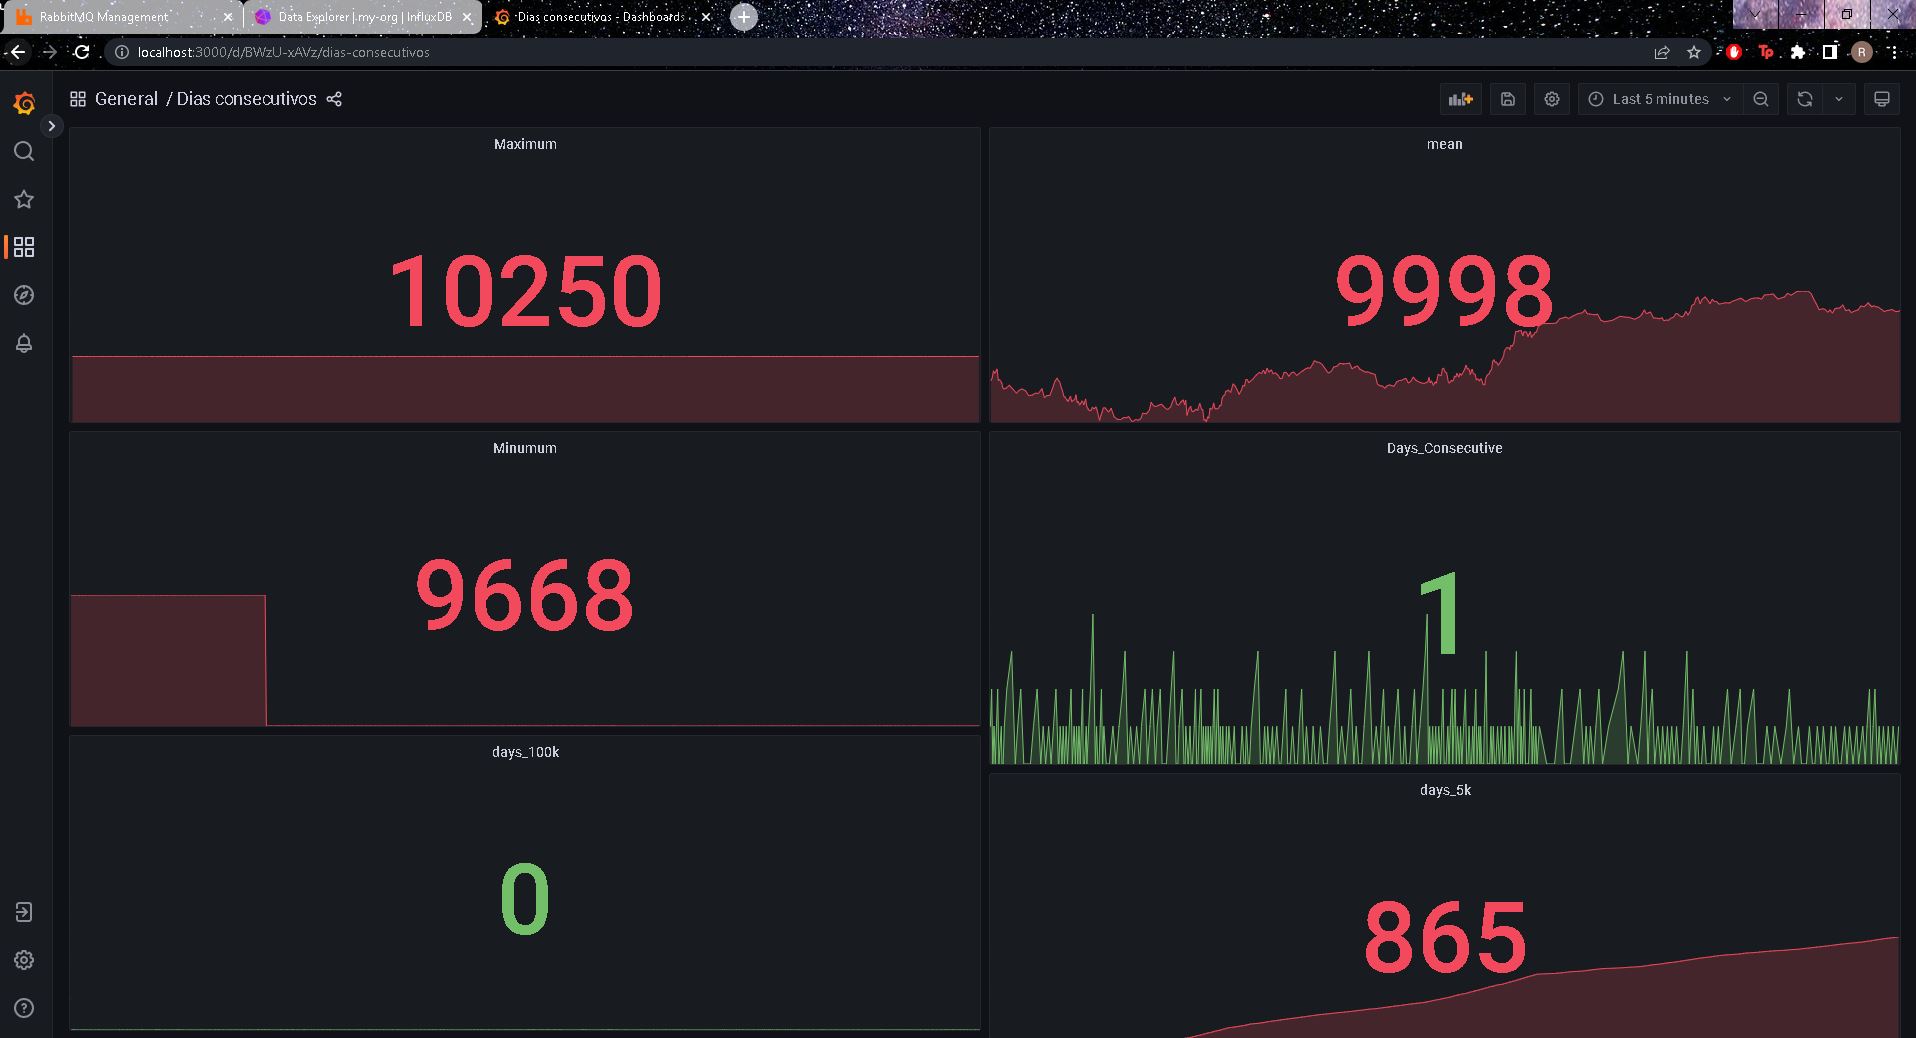 RabbitMQ Management
Data Explorer | my-org | InfluxDB
Dias consecutivos - Dashboards
localhost:3000/d/BWzU-xAVz/dias-consecutivos
Tp
R
General / Dias consecutivos
Last 5 minutes
Maximum
10250
mean
9998
Minumum
9668
Days_Consecutive
1
days_100k
0
days_5k
865